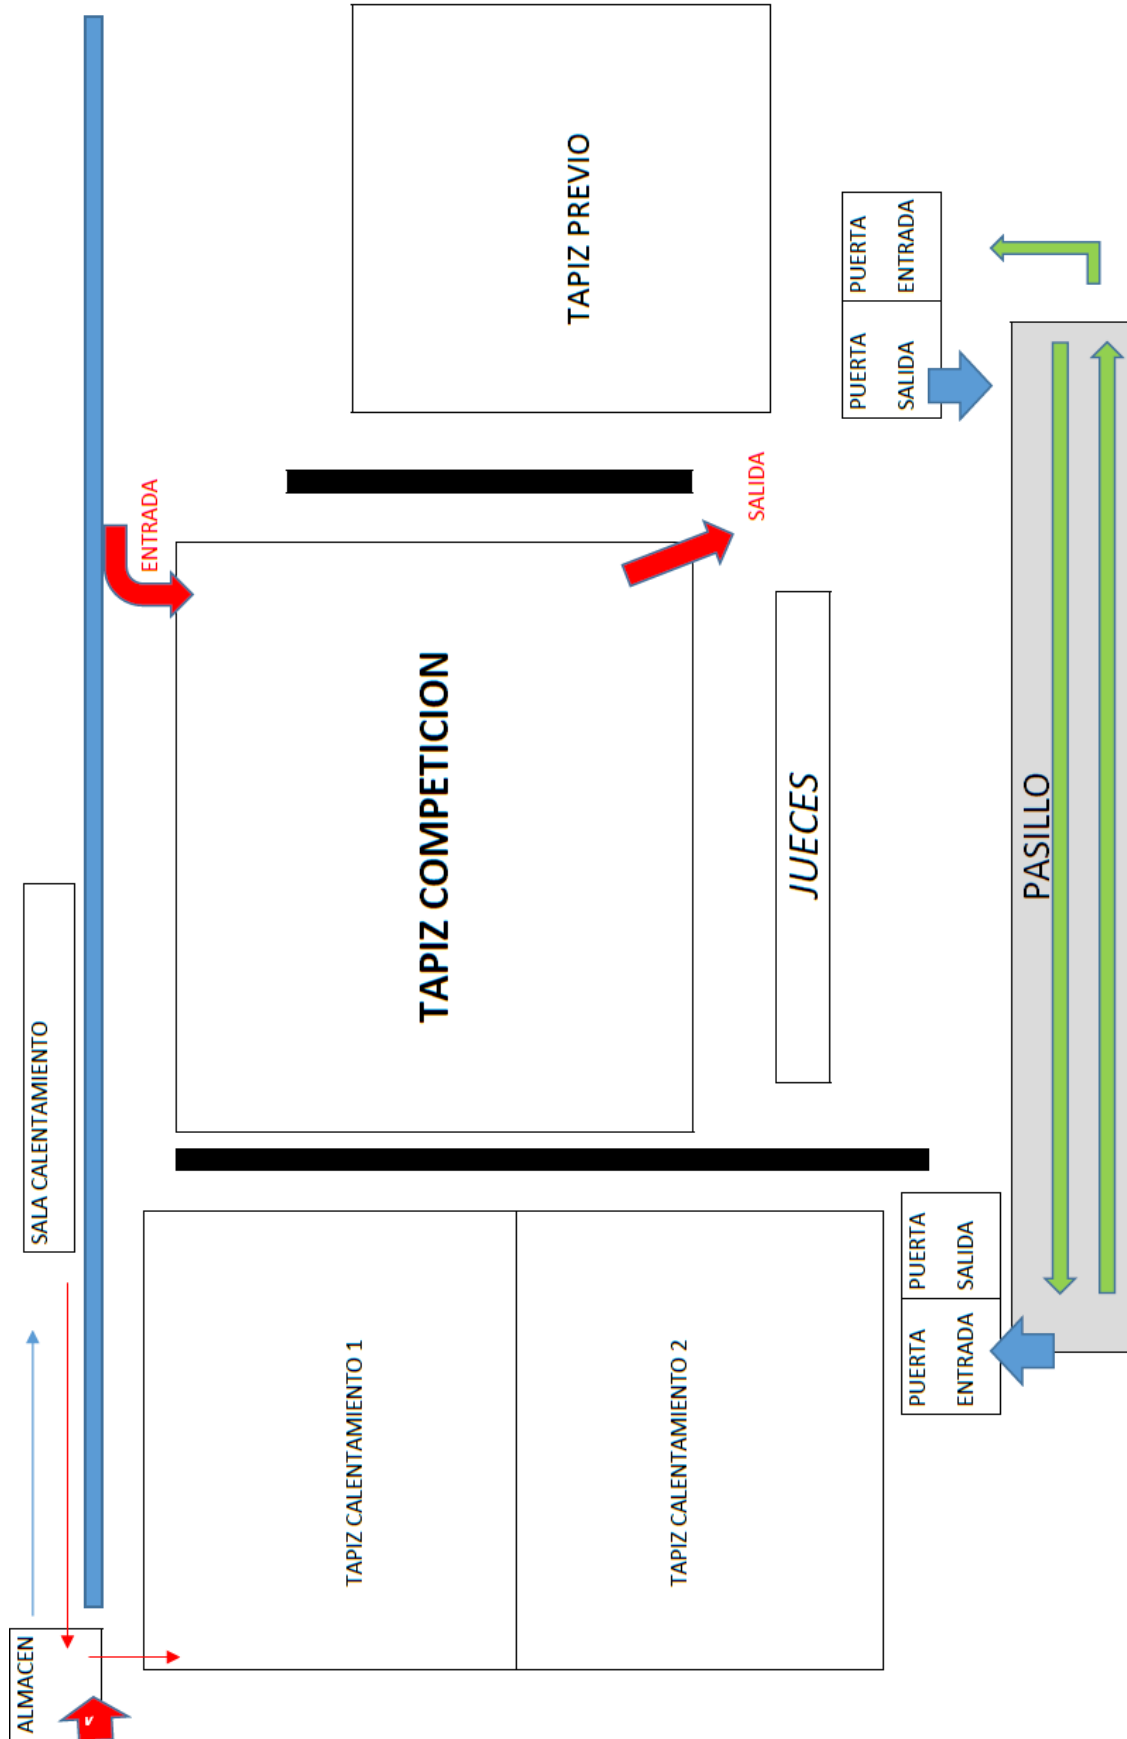 ALMACEN
v
SALA CALENTAMIENTO
TAPIZ CALENTAMIENTO 1
TAPIZ CALENTAMIENTO 2
ENTRADA
TAPIZ COMPETICION
SALIDA
JUECES
TAPIZ PREVIO
PUERTA
ENTRADA
PUERTA
SALIDA
PUERTA
SALIDA
PUERTA
ENTRADA
PASILLO